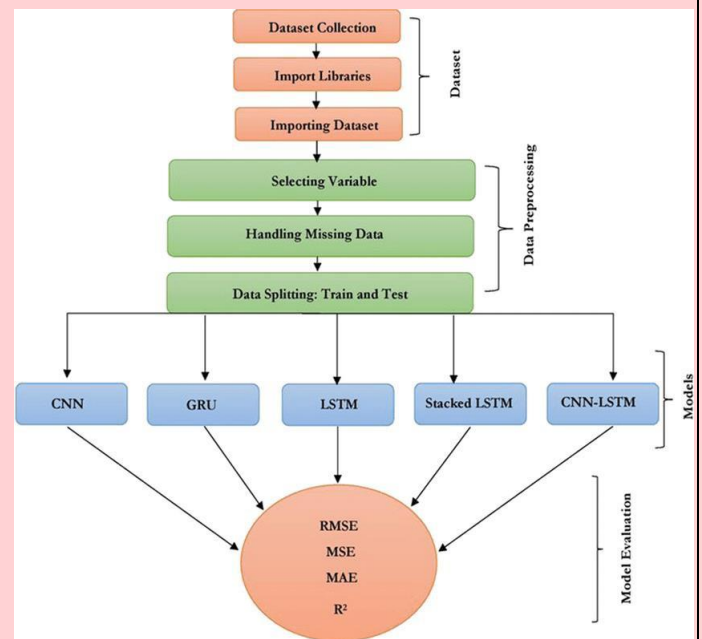 Dataset Collection
Import Libraries
Importing Dataset
Dataset
Selecting Variable
Handling Missing Data
Data Splitting: Train and Test
Data Preprocessing
CNN
GRU
LSTM
Stacked LSTM
CNN-LSTM
Models
RMSE
MSE
MAE
R²
Model Evaluation